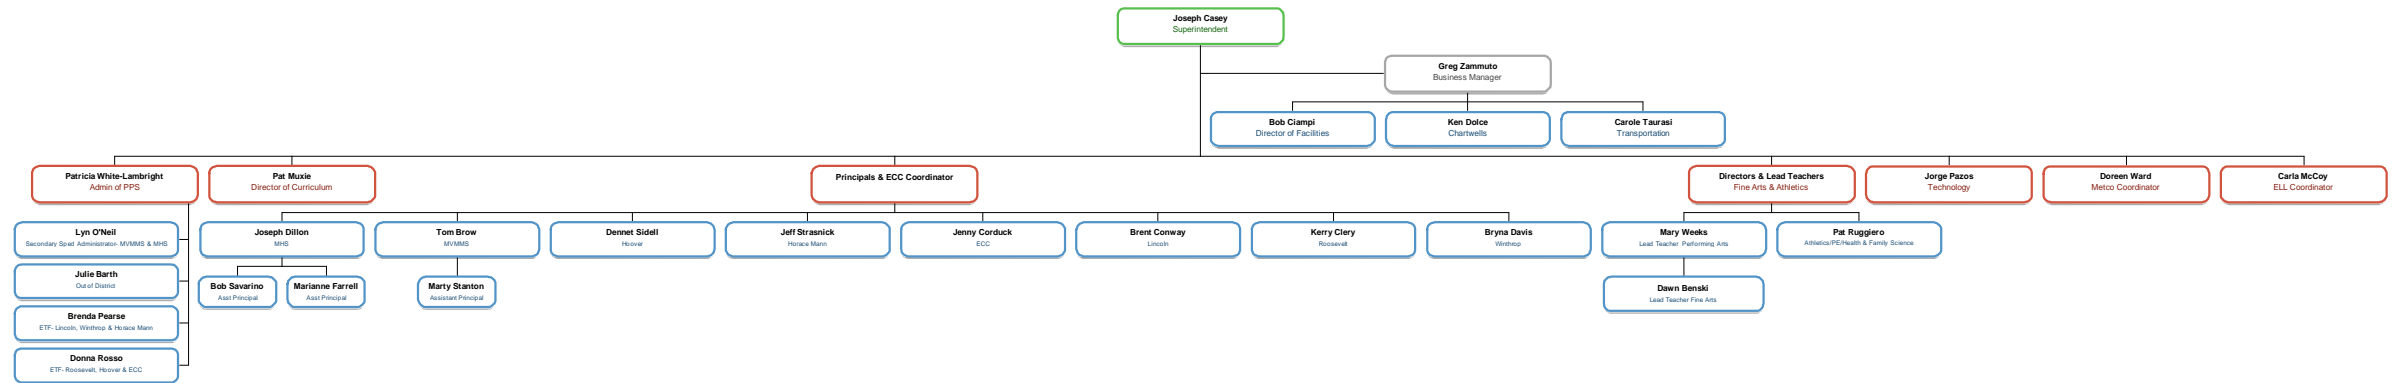 Joseph Casey
Superintendent
Greg Zammuto
Business Manager
Bob Ciampi
Director of Facilities
Ken Dolce
Chartwells
Carole Taurasi
Transportation
Patricia White-Lambright
Admin of PPS
Pat Muxie
Director of Curriculum
Principals & ECC Coordinator
Directors & Lead Teachers
Fine Arts & Athletics
Jorge Pazos
Technology
Doreen Ward
Metco Coordinator
Carla McCoy
ELL Coordinator
Lyn O'Neil
Secondary Sped Administrator- MVMMS & MHS
Joseph Dillon
MHS
Tom Brow
MVMMS
Dennet Sidell
Hoover
Jeff Strasnick
Horace Mann
Jenny Corduck
ECC
Brent Conway
Lincoln
Kerry Clery
Roosevelt
Bryna Davis
Winthrop
Mary Weeks
Lead Teacher Performing Arts
Pat Ruggiero
Athletics/PE/Health & Family Science
Julie Barth
Out of District
Bob Savarino
Asst Principal
Marianne Farrell
Asst Principal
Marty Stanton
Assistant Principal
Dawn Benski
Lead Teacher Fine Arts
Brenda Pearse
ETF- Lincoln, Winthrop & Horace Mann
Donna Rosso
ETF- Roosevelt, Hoover & ECC